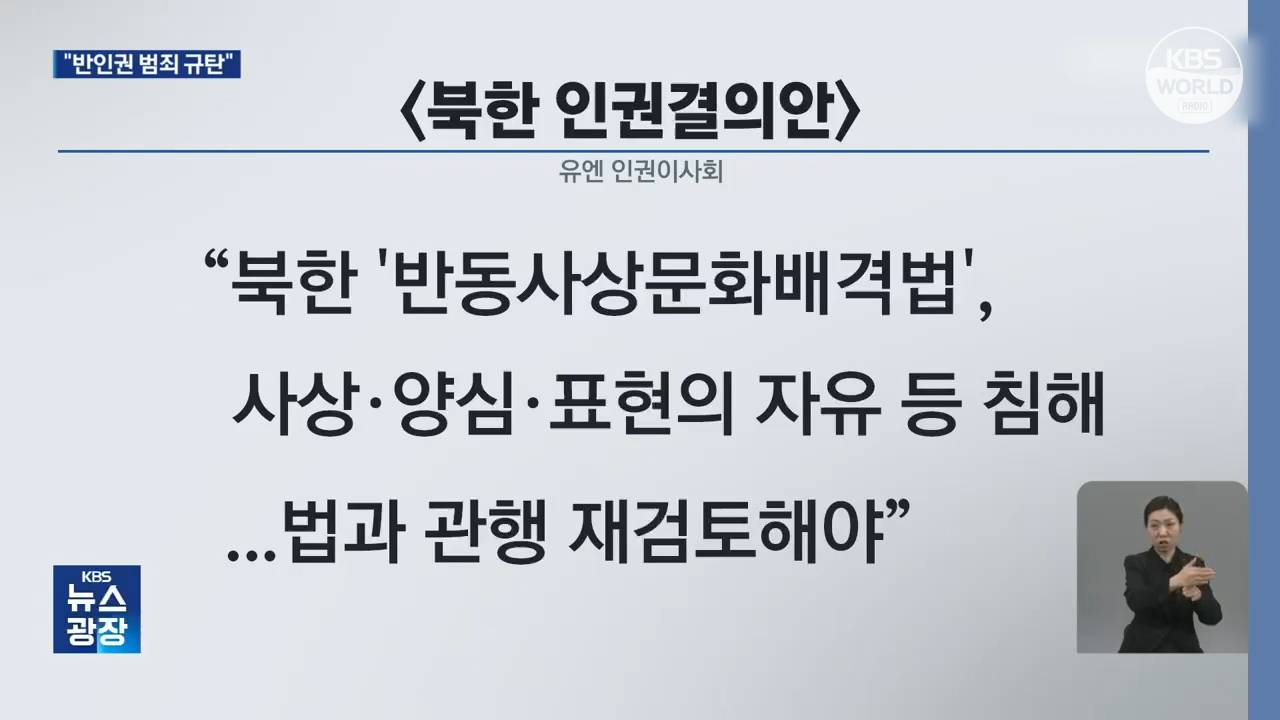 "반인권 범죄 규탄"
KBS
WORLD
RADIO
〈북한 인권결의안〉
유엔 인권이사회
“북한 '반동사상문화배격법',
사상·양심·표현의 자유 등 침해
...법과 관행 재검토해야”
KBS
뉴스
광장